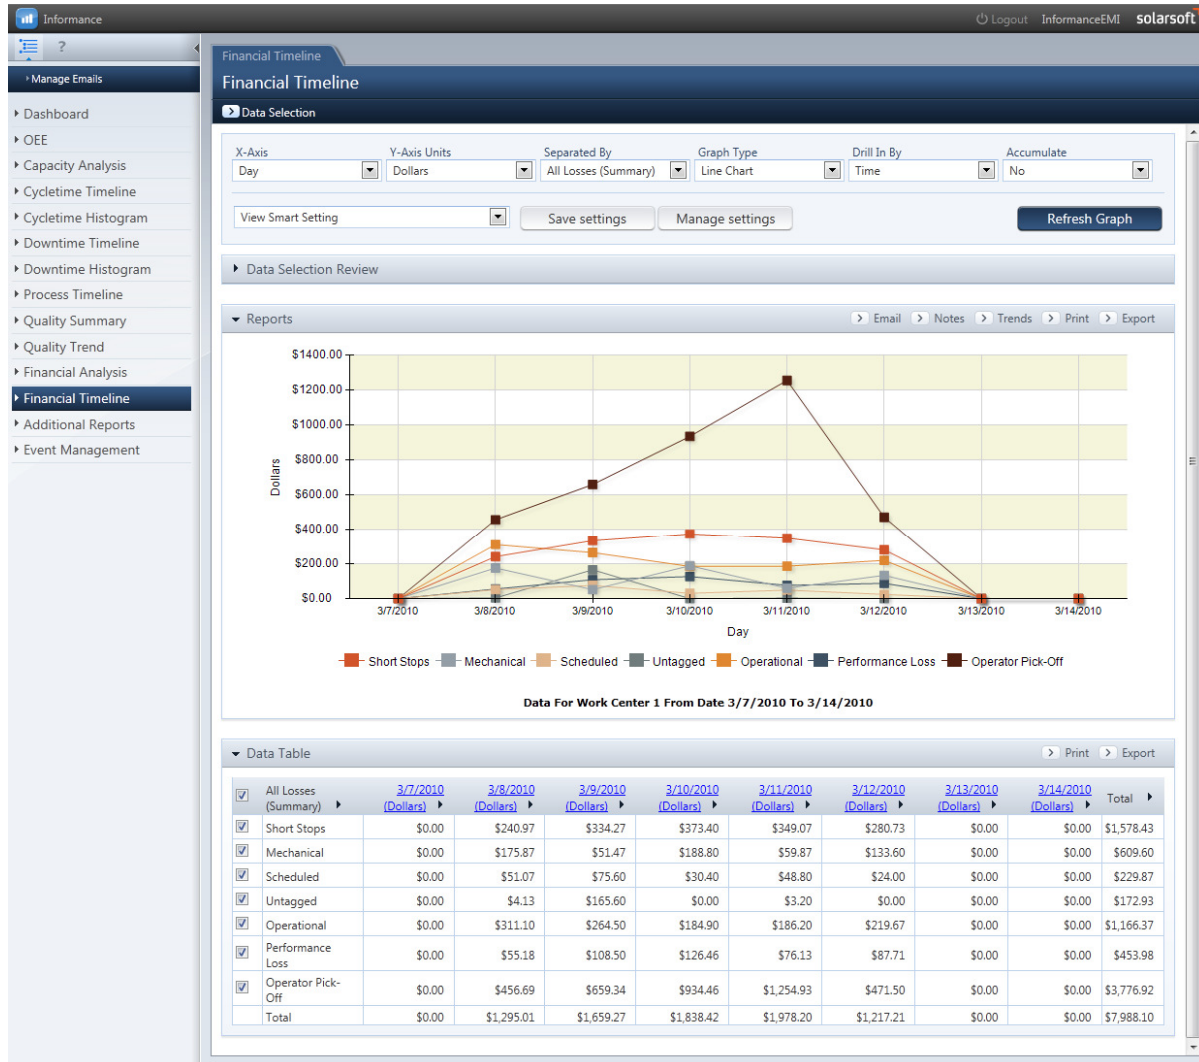 Informance
Logout InformanceEMI solarsoft
?
Manage Emails
Dashboard
OEE
Capacity Analysis
Cycletime Timeline
Cycletime Histogram
Downtime Timeline
Downtime Histogram
Process Timeline
Quality Summary
Quality Trend
Financial Analysis
Financial Timeline
Additional Reports
Event Management
Financial Timeline
Financial Timeline
Data Selection
X-Axis Y-Axis Units Separated By Graph Type Drill In By Accumulate
Day Dollars All Losses (Summary) Line Chart Time No
View Smart Setting Save settings Manage settings Refresh Graph
Data Selection Review
Reports Email Notes Trends Print Export
$1400.00
$1200.00
$1000.00
$800.00
$600.00
$400.00
$200.00
$0.00
Dollars
3/7/2010 3/8/2010 3/9/2010 3/10/2010 3/11/2010 3/12/2010 3/13/2010 3/14/2010
Day
Short Stops Mechanical Scheduled Untagged Operational Performance Loss Operator Pick-Off
Data For Work Center 1 From Date 3/7/2010 To 3/14/2010
Data Table Print Export
All Losses 3/7/2010 3/8/2010 3/9/2010 3/10/2010 3/11/2010 3/12/2010 3/13/2010 3/14/2010 Total
(Summary) (Dollars) (Dollars) (Dollars) (Dollars) (Dollars) (Dollars) (Dollars) (Dollars)
Short Stops $0.00 $240.97 $334.27 $373.40 $349.07 $280.73 $0.00 $0.00 $1,578.43
Mechanical $0.00 $175.87 $51.47 $188.80 $59.87 $133.60 $0.00 $0.00 $609.60
Scheduled $0.00 $51.07 $75.60 $30.40 $48.80 $24.00 $0.00 $0.00 $229.87
Untagged $0.00 $4.13 $165.60 $0.00 $3.20 $0.00 $0.00 $0.00 $172.93
Operational $0.00 $311.10 $264.50 $184.90 $186.20 $219.67 $0.00 $0.00 $1,166.37
Performance
Loss $0.00 $55.18 $108.50 $126.46 $76.13 $87.71 $0.00 $0.00 $453.98
Operator Pick-
Off $0.00 $456.69 $659.34 $934.46 $1,254.93 $471.50 $0.00 $0.00 $3,776.92
Total $0.00 $1,295.01 $1,659.27 $1,838.42 $1,978.20 $1,217.21 $0.00 $0.00 $7,988.10